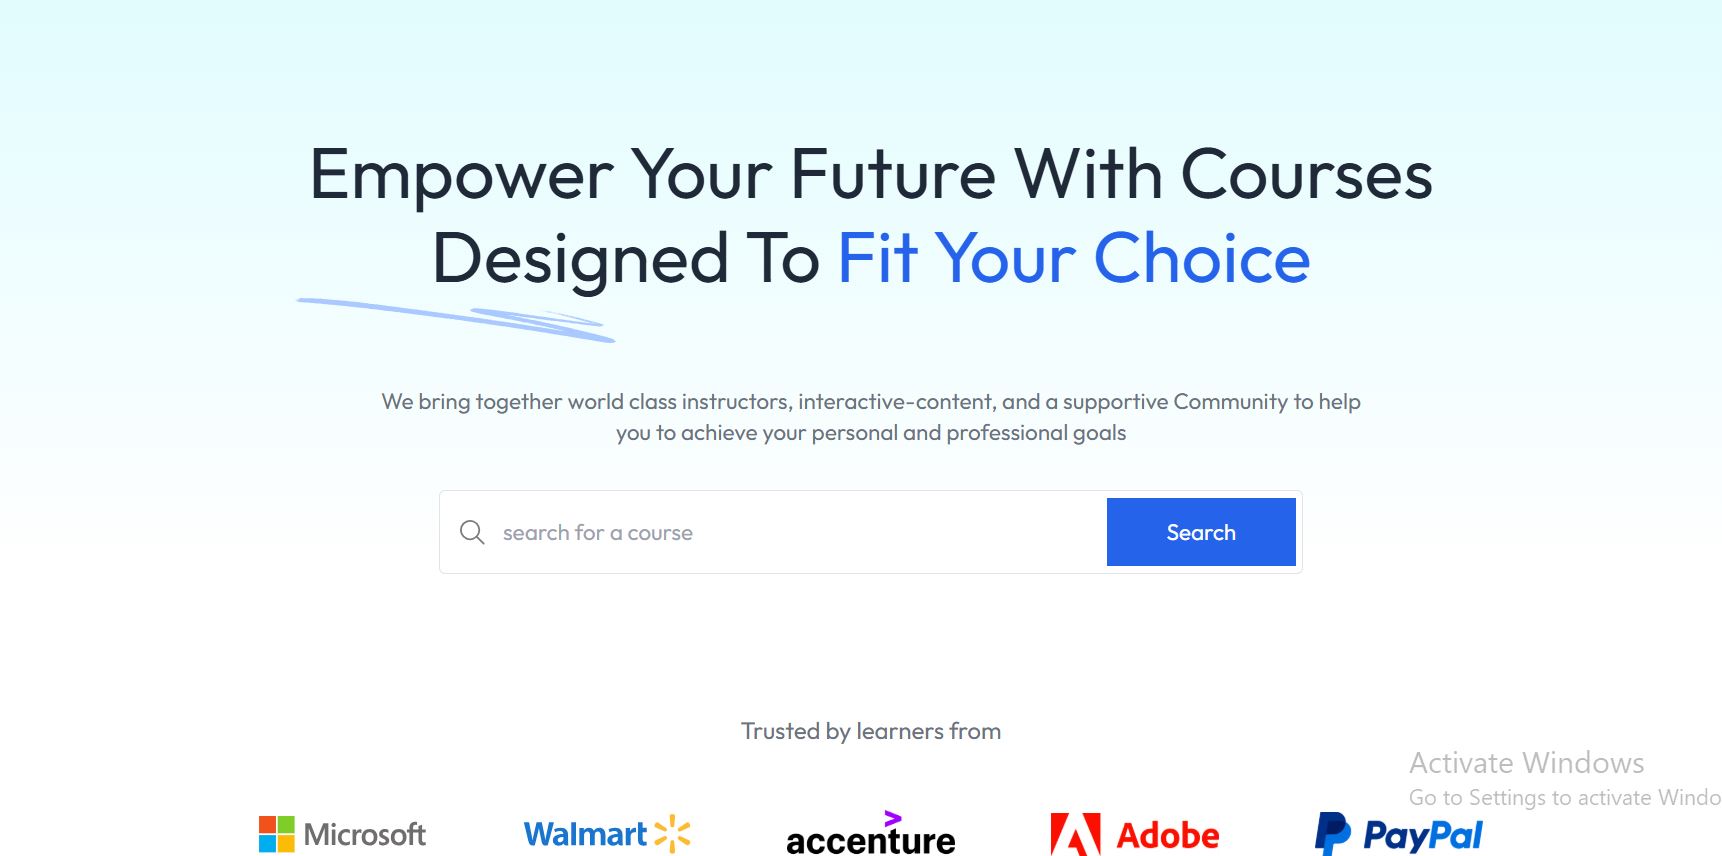 Empower Your Future With Courses
Designed To Fit Your Choice
We bring together world class instructors, interactive-content, and a supportive Community to help
you to achieve your personal and professional goals
search for a course
Search
Trusted by learners from
Activate Windows
Go to Settings to activate Windo
Microsoft
Walmart
accenture
Adobe
PayPal